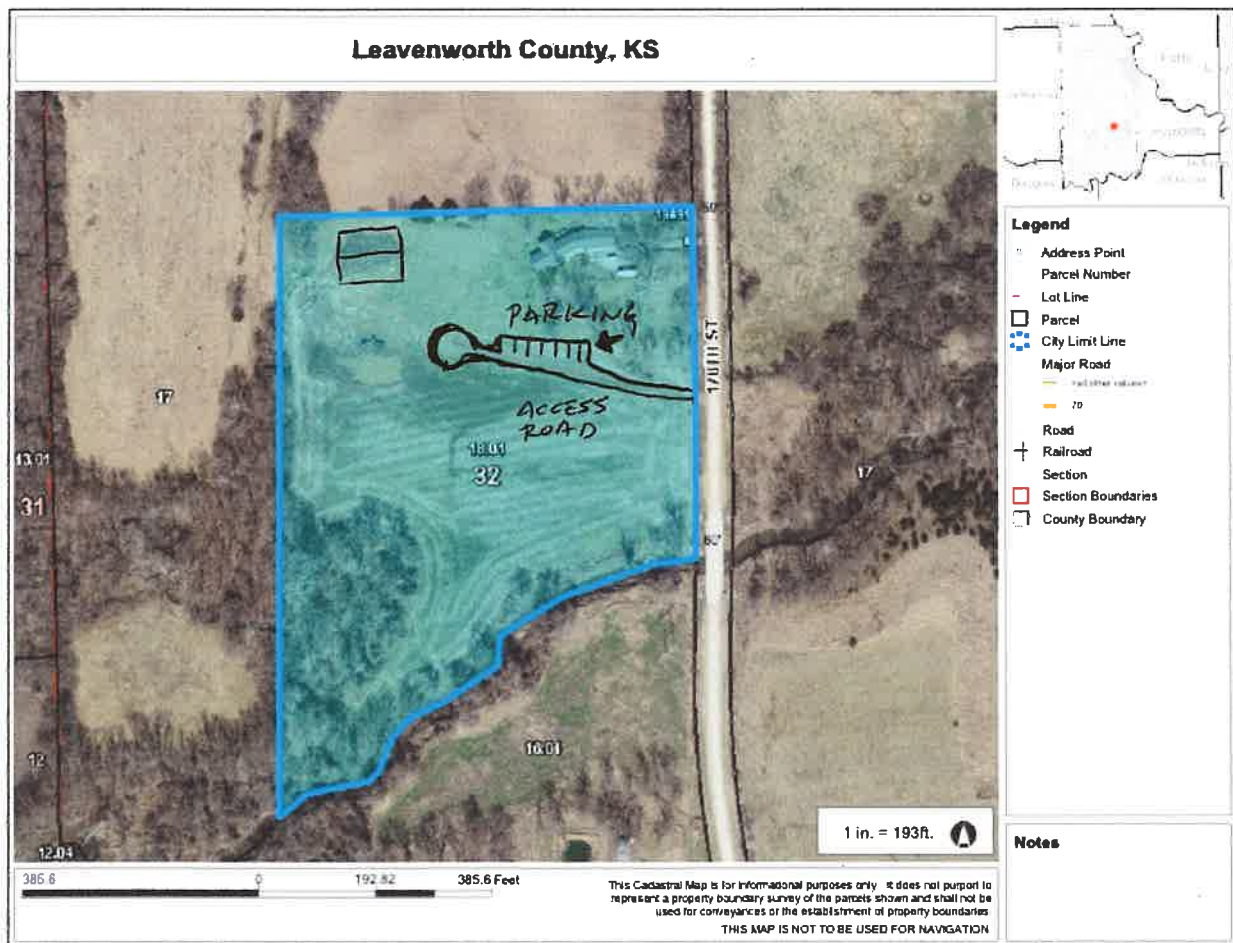 Leavenworth County, KS
PARKING
178TH ST
ACCESS
ROAD
18.01
32
17
17
13.01
31
60'
16.01
12
12.04
1 in. = 193ft.
385.6
0
192.82
385.6 Feet
This Cadastral Map is for informational purposes only. It does not purport to
represent a property boundary survey of the parcels shown and shall not be
used for conveyances or the establishment of property boundaries.
THIS MAP IS NOT TO BE USED FOR NAVIGATION
Legend
Address Point
Parcel Number
Lot Line
Parcel
City Limit Line
Major Road
70
Road
Railroad
Section
Section Boundaries
County Boundary
Notes